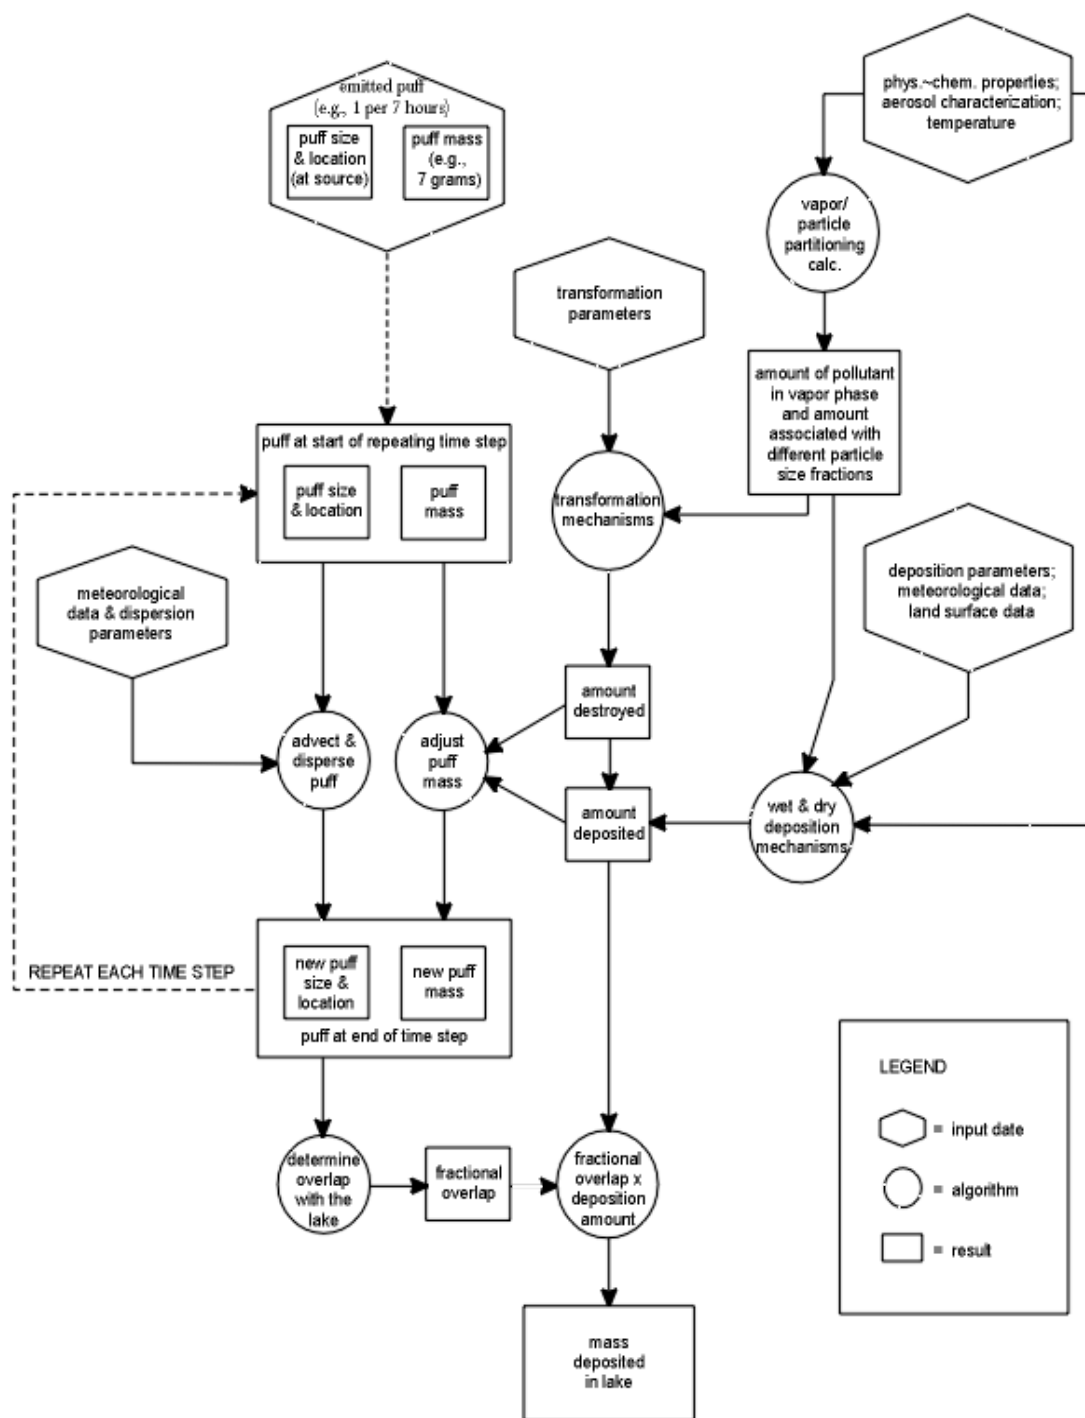 emitted puff
(e.g., 1 per 7 hours)
puff size
& location
(at source)
puff mass
(e.g.,
7 grams)
phys.~chem. properties;
aerosol characterization;
temperature
vapor/
particle
partitioning
calc.
transformation
parameters
amount of pollutant
in vapor phase
and amount
associated with
different particle
size fractions
puff at start of repeating time step
puff size
& location
puff
mass
transformation
mechanisms
meteorological
data & dispersion
parameters
deposition parameters;
meteorological data;
land surface data
amount
destroyed
advect &
disperse
puff
adjust
puff
mass
amount
deposited
wet & dry
deposition
mechanisms
REPEAT EACH TIME STEP
new puff
size &
location
new puff
mass
puff at end of time step
determine
overlap
with the
lake
fractional
overlap
fractional
overlap x
deposition
amount
mass
deposited
in lake
LEGEND
= input date
= algorithm
= result